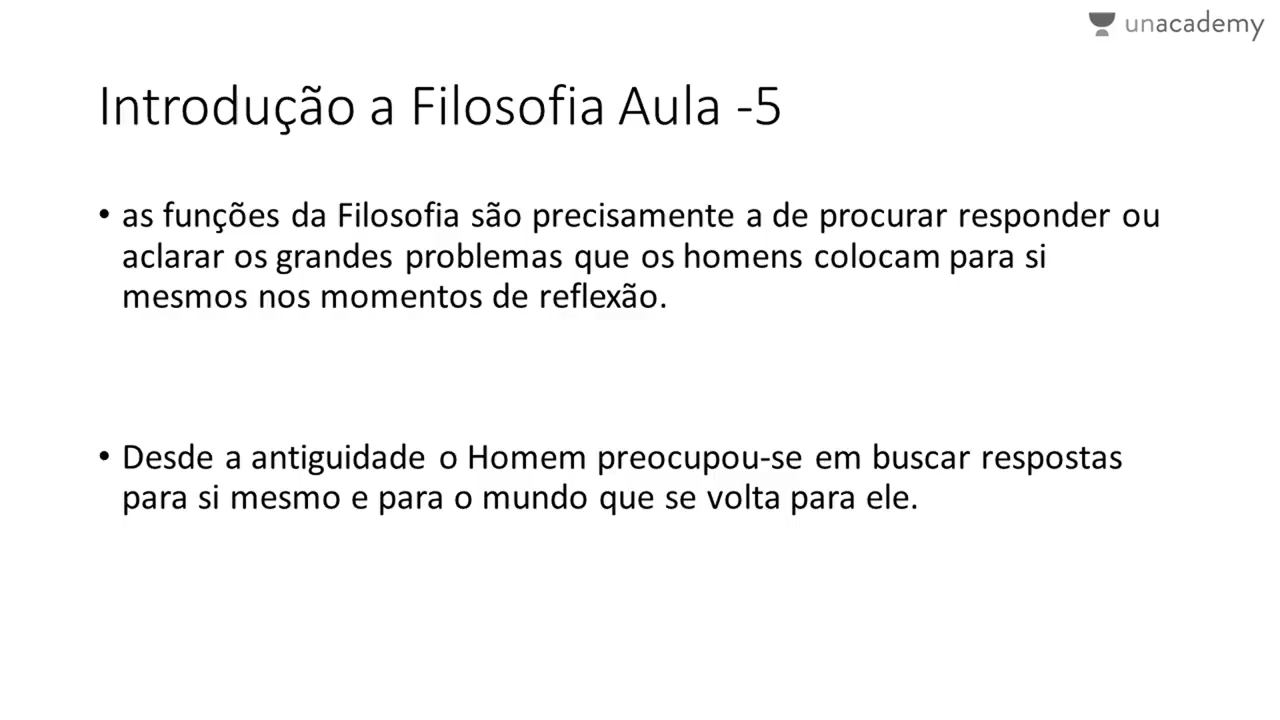 unacademy
Introdução a Filosofia Aula -5
• as funções da Filosofia são precisamente a de procurar responder ou
aclarar os grandes problemas que os homens colocam para si
mesmos nos momentos de reflexão.
• Desde a antiguidade o Homem preocupou-se em buscar respostas
para si mesmo e para o mundo que se volta para ele.